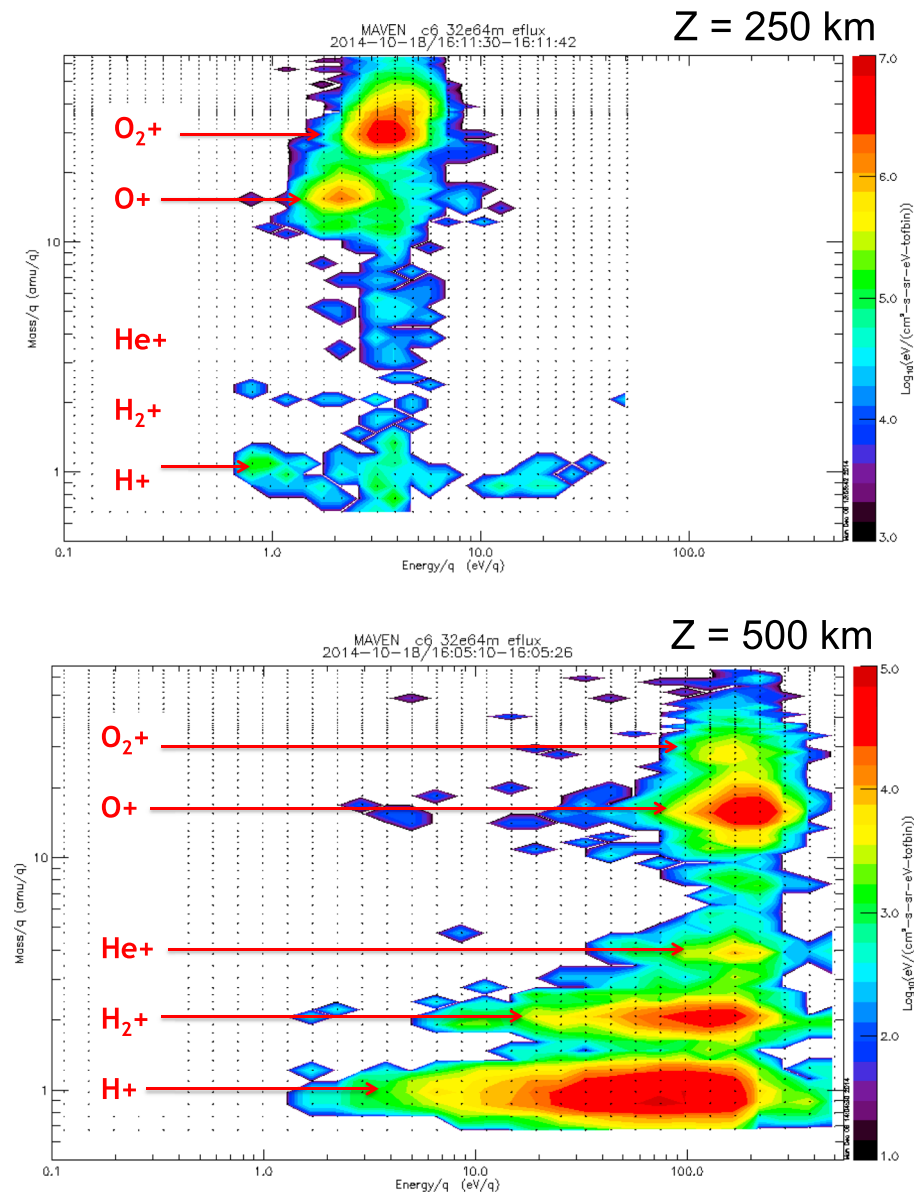 Z = 250 km
MAVEN c6 32e64m eflux
2014-10-18/16:11:30-16:11:42
7.0
O₂+
O+
6.0
10
Mass/q (amu/q)
5.0
Log₁₀(eV/(cm²-s-sr-eV-tofbin))
He+
H₂+
4.0
1
H+
3.0
0.1
1.0
10.0
100.0
Energy/q (eV/q)
Z = 500 km
MAVEN c6 32e64m eflux
2014-10-18/16:05:10-16:05:26
5.0
O₂+
O+
4.0
10
Mass/q (amu/q)
3.0
Log₁₀(eV/(cm²-s-sr-eV-tofbin))
He+
H₂+
2.0
1
H+
1.0
0.1
1.0
10.0
100.0
Energy/q (eV/q)